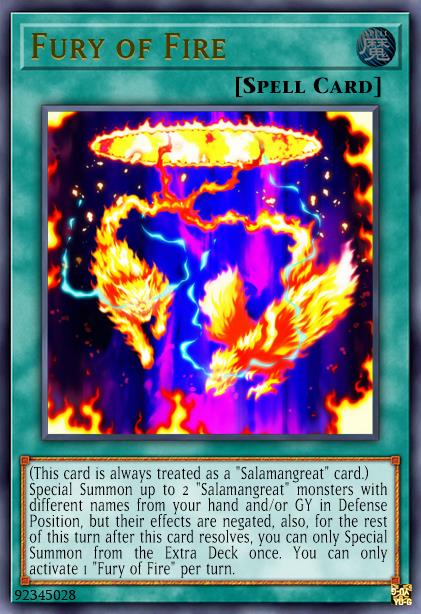 FURY OF FIRE
[SPELL CARD]
魔
(This card is always treated as a "Salamangreat" card.)
Special Summon up to 2 "Salamangreat" monsters with
different names from your hand and/or GY in Defense
Position, but their effects are negated, also, for the rest
of this turn after this card resolves, you can only Special
Summon from the Extra Deck once. You can only
activate 1 "Fury of Fire" per turn.
92345028